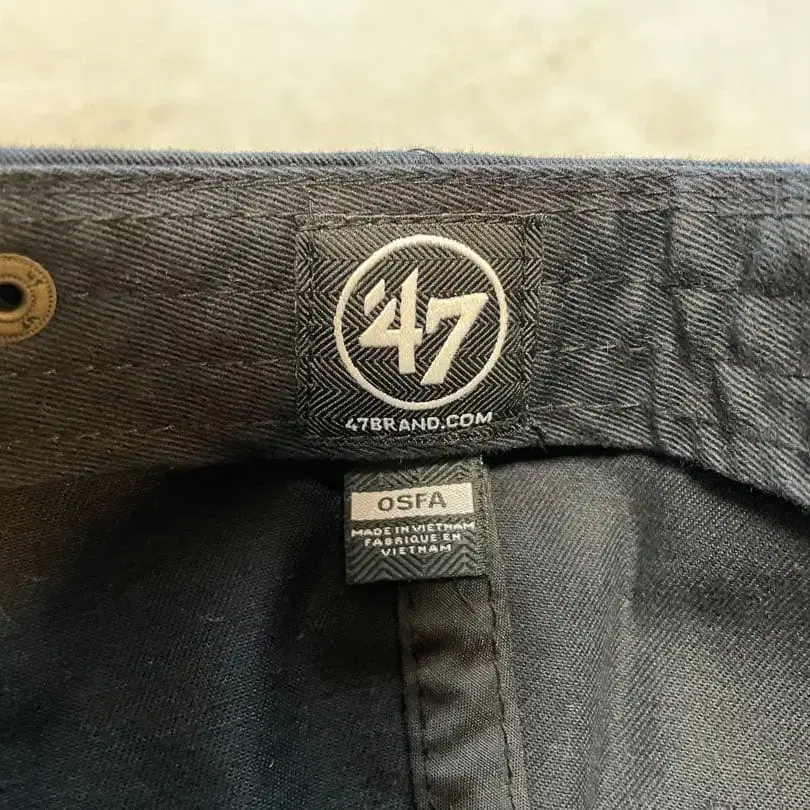 '47
47BRAND.COM
OSFA
MADE IN VIETNAM
FABRIQUE EN
VIETNAM